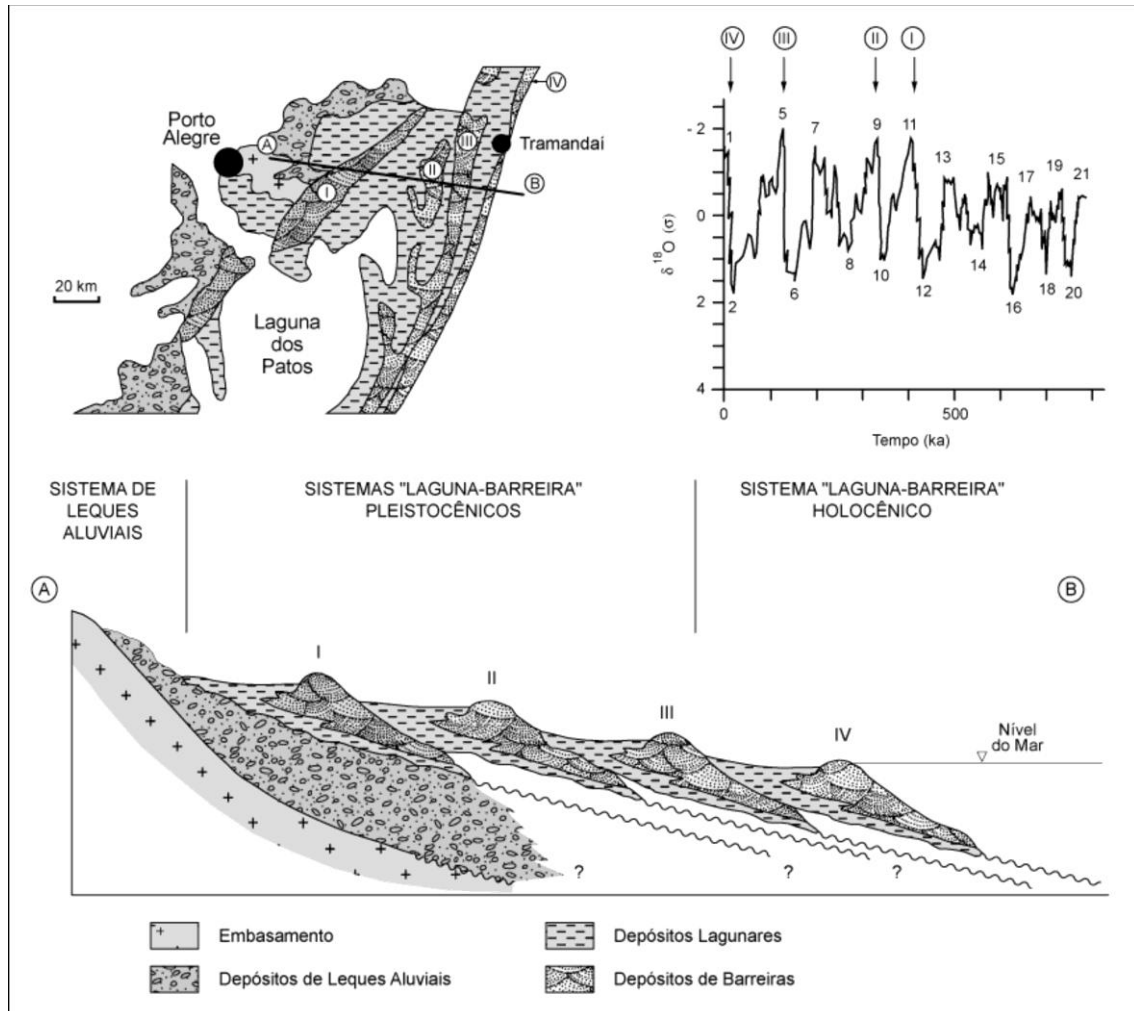 Porto
Alegre
A
I
II
III
IV
Tramandaí
B
20 km
Laguna
dos
Patos
IV III II I
- 2
0
2
4
δ 18O (σ)
1 5 7 9 11 13 15 17 19 21
2 6 8 10 12 14 16 18 20
0 500
Tempo (ka)
SISTEMA DE
LEQUES
ALUVIAIS
SISTEMAS "LAGUNA-BARREIRA"
PLEISTOCÊNICOS
SISTEMA "LAGUNA-BARREIRA"
HOLOCÊNICO
A
B
I
II
III
IV
Nível
do Mar
? ? ?
Embasamento
Depósitos de Leques Aluviais
Depósitos Lagunares
Depósitos de Barreiras